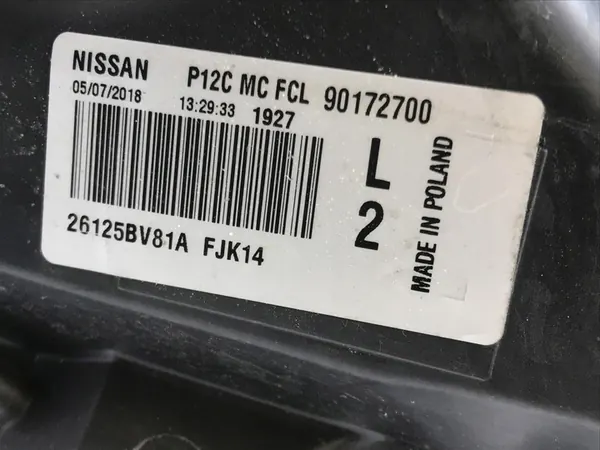 NISSAN P12C MC FCL 90172700
05/07/2018 13:29:33 1927
L
2
26125BV81A FJK14
MADE IN POLAND